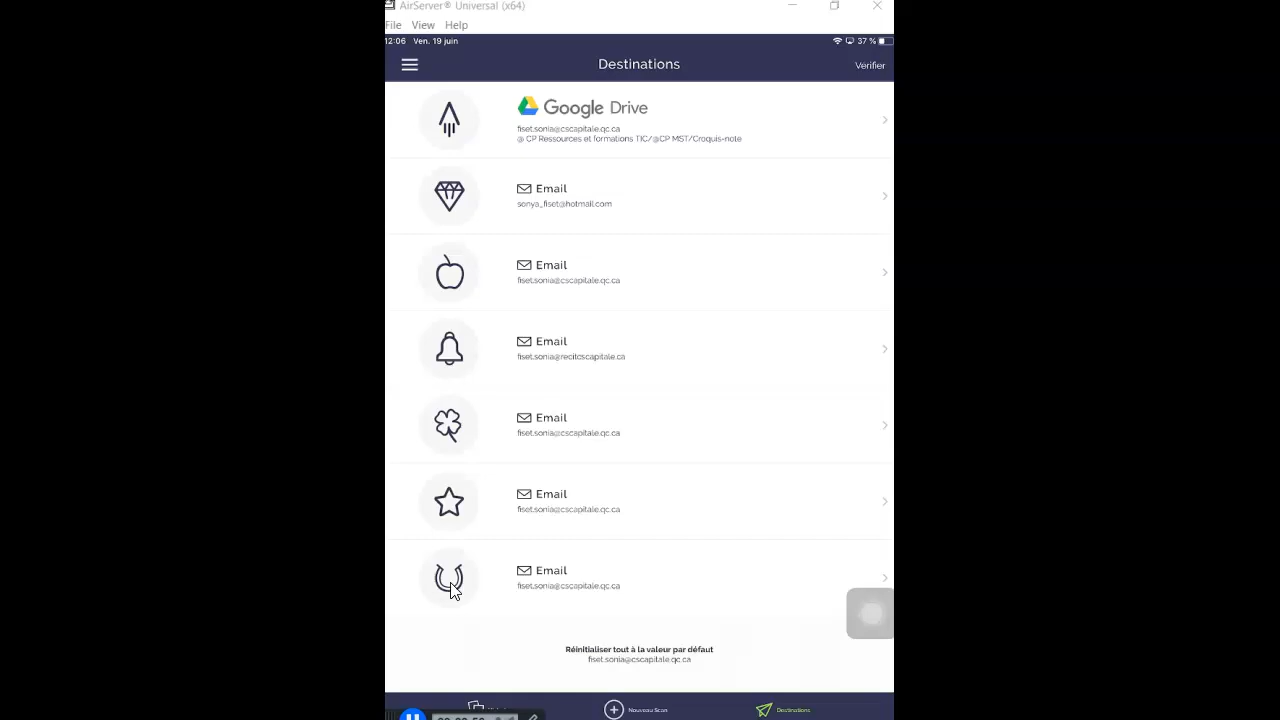 AirServer® Universal (x64)
File View Help
12:06 Ven. 19 juin 37 %
Destinations
Verifier
Google Drive
fiset.sonia@cscapitale.qc.ca
@ CP Ressources et formations TIC/@CP MST/Croquis-note
Email
sonya_fiset@hotmail.com
Email
fiset.sonia@cscapitale.qc.ca
Email
fiset.sonia@recitcscapitale.ca
Email
fiset.sonia@cscapitale.qc.ca
Email
fiset.sonia@cscapitale.qc.ca
Email
fiset.sonia@cscapitale.qc.ca
Réinitialiser tout à la valeur par défaut
fiset.sonia@cscapitale.qc.ca
Nouveau Scan
Destinations